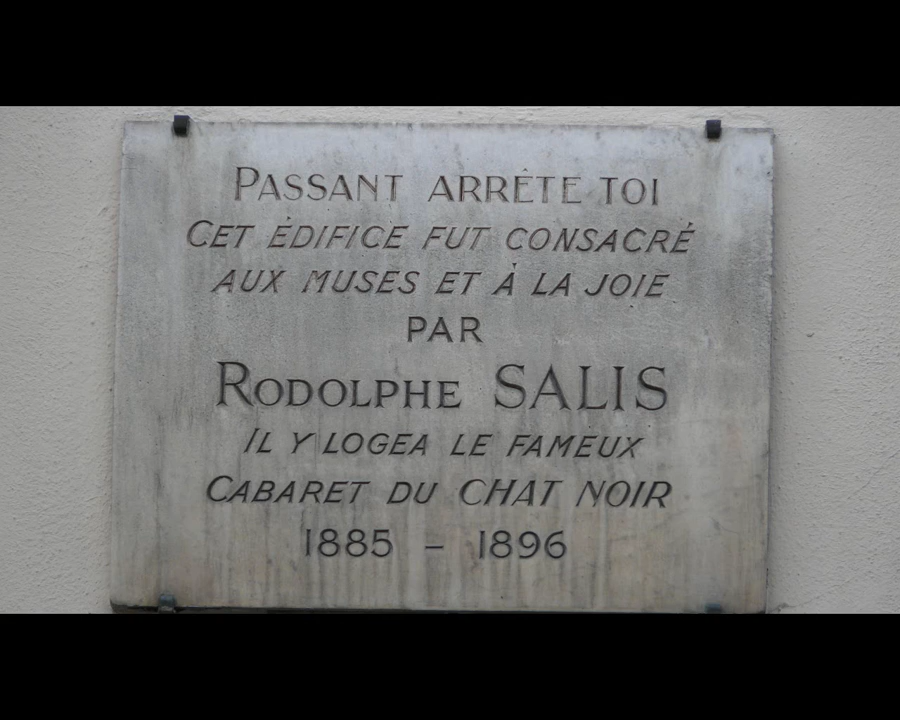 PASSANT ARRÊTE TOI
CET ÉDIFICE FUT CONSACRÉ
AUX MUSES ET À LA JOIE
PAR
RODOLPHE SALIS
IL Y LOGEA LE FAMEUX
CABARET DU CHAT NOIR
1885 – 1896